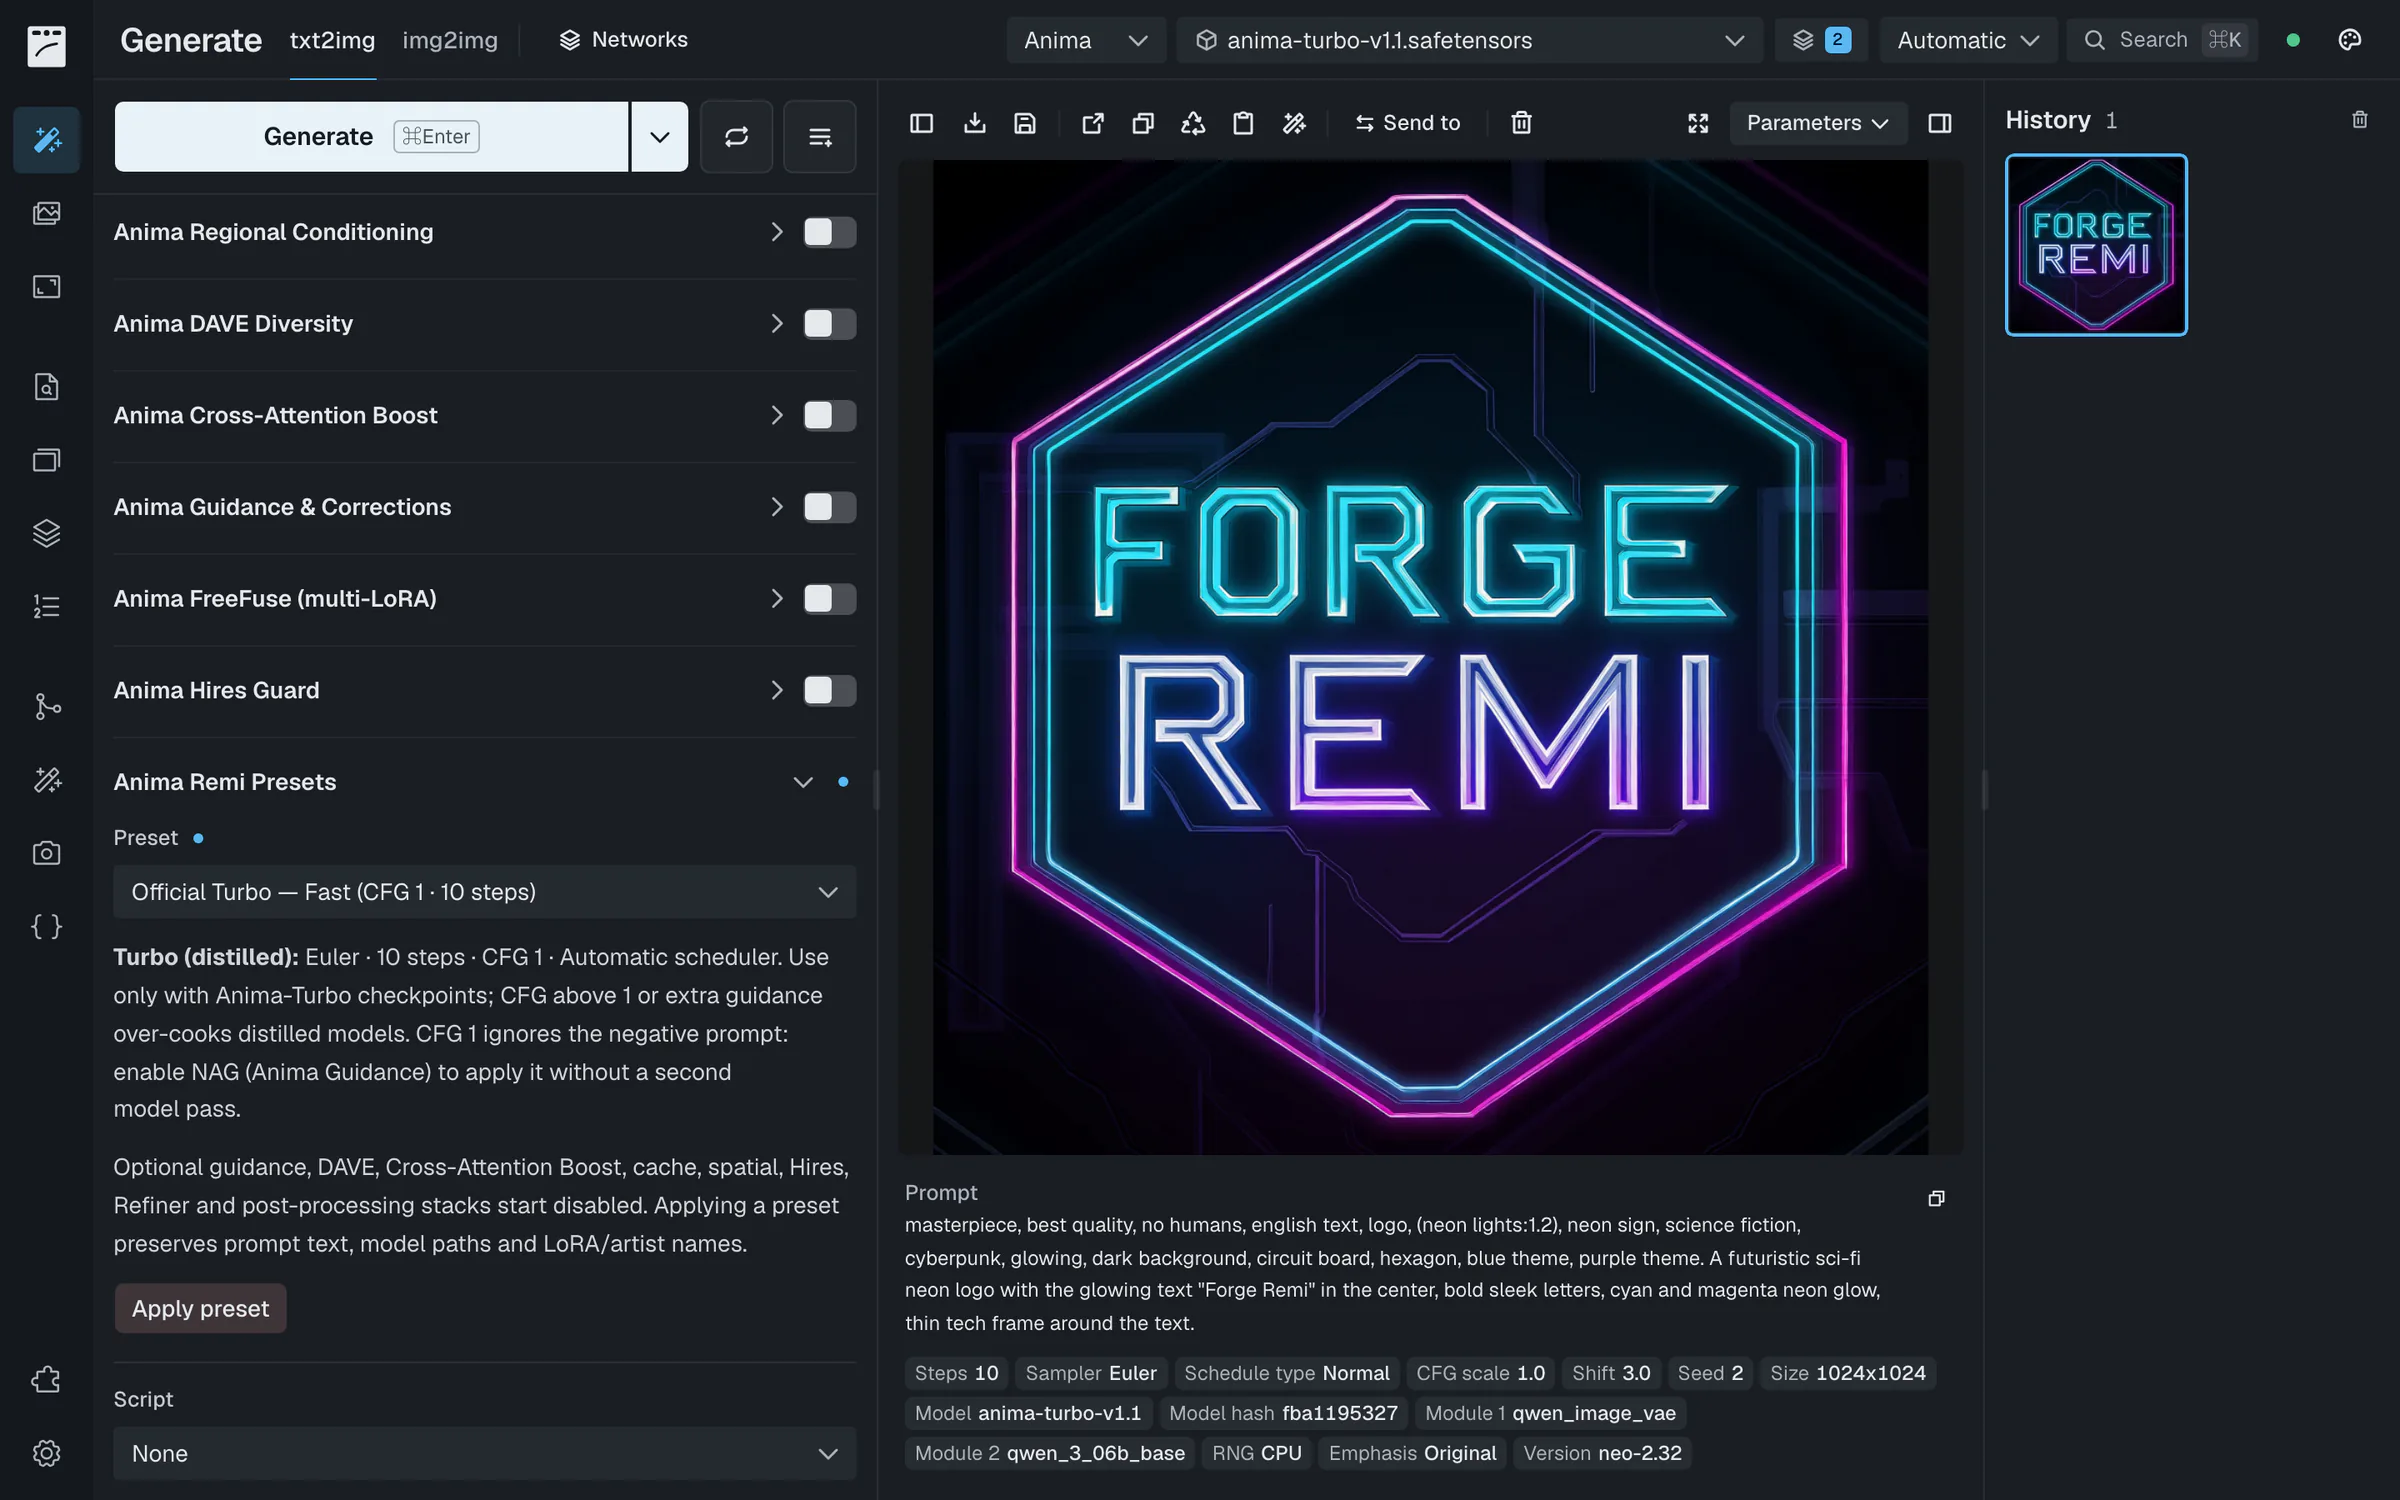 Generate txt2img img2img Networks
Anima anima-turbo-v1.1.safetensors 2 Automatic Search ⌘K
Generate ⌘Enter
Anima Regional Conditioning
Anima DAVE Diversity
Anima Cross-Attention Boost
Anima Guidance & Corrections
Anima FreeFuse (multi-LoRA)
Anima Hires Guard
Anima Remi Presets
Preset
Official Turbo — Fast (CFG 1 · 10 steps)
Turbo (distilled): Euler · 10 steps · CFG 1 · Automatic scheduler. Use
only with Anima-Turbo checkpoints; CFG above 1 or extra guidance
over-cooks distilled models. CFG 1 ignores the negative prompt:
enable NAG (Anima Guidance) to apply it without a second
model pass.
Optional guidance, DAVE, Cross-Attention Boost, cache, spatial, Hires,
Refiner and post-processing stacks start disabled. Applying a preset
preserves prompt text, model paths and LoRA/artist names.
Apply preset
Script
None
Send to Parameters
FORGE
REMI
Prompt
masterpiece, best quality, no humans, english text, logo, (neon lights:1.2), neon sign, science fiction,
cyberpunk, glowing, dark background, circuit board, hexagon, blue theme, purple theme. A futuristic sci-fi
neon logo with the glowing text "Forge Remi" in the center, bold sleek letters, cyan and magenta neon glow,
thin tech frame around the text.
Steps 10 Sampler Euler Schedule type Normal CFG scale 1.0 Shift 3.0 Seed 2 Size 1024x1024
Model anima-turbo-v1.1 Model hash fba1195327 Module 1 qwen_image_vae
Module 2 qwen_3_06b_base RNG CPU Emphasis Original Version neo-2.32
History 1
FORGE
REMI